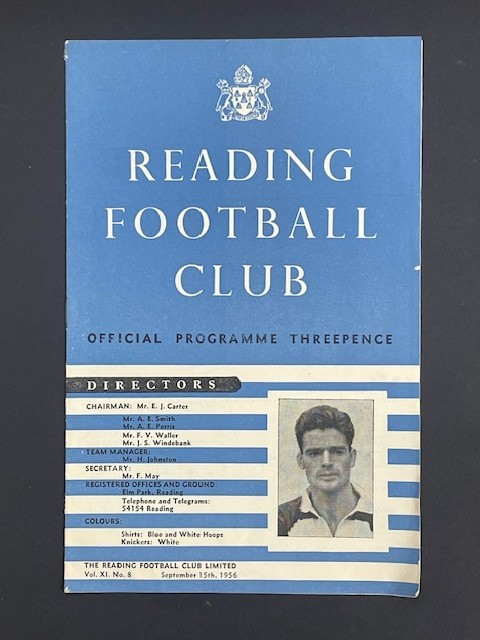 READING
FOOTBALL
CLUB
OFFICIAL PROGRAMME THREEPENCE
DIRECTORS
CHAIRMAN: Mr. E. J. Carter
Mr. A. E. Smith
Mr. A. E. Perris
Mr. F. V. Waller
Mr. J. S. Windebank
TEAM MANAGER:
Mr. H. Johnston
SECRETARY:
Mr. F. May
REGISTERED OFFICES AND GROUND:
Elm Park, Reading
Telephone and Telegrams:
54154 Reading
COLOURS:
Shirts: Blue and White Hoops
Knickers: White
THE READING FOOTBALL CLUB LIMITED
Vol. XI. No. 8 September 15th, 1956